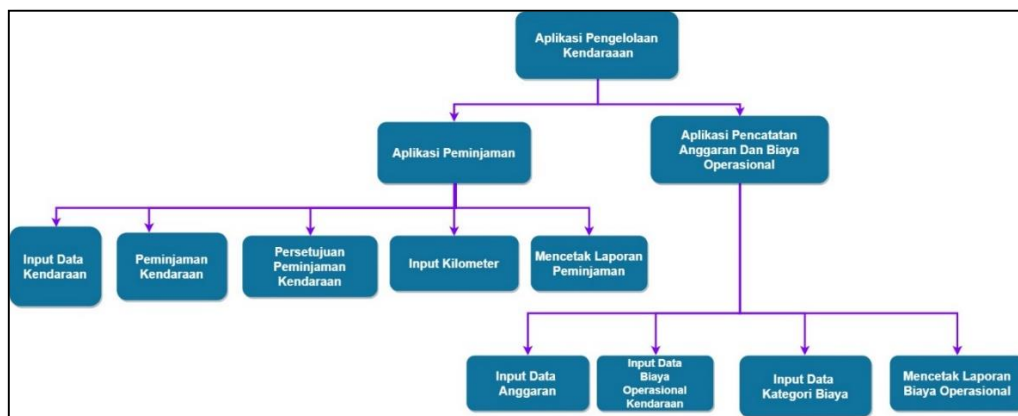 Aplikasi Pengelolaan
Kendaraaan
Aplikasi Peminjaman
Aplikasi Pencatatan
Anggaran Dan Biaya
Operasional
Input Data
Kendaraan
Peminjaman
Kendaraan
Persetujuan
Peminjaman
Kendaraan
Input Kilometer
Mencetak Laporan
Peminjaman
Input Data
Anggaran
Input Data
Biaya
Operasional
Kendaraan
Input Data
Kategori Biaya
Mencetak Laporan
Biaya Operasional